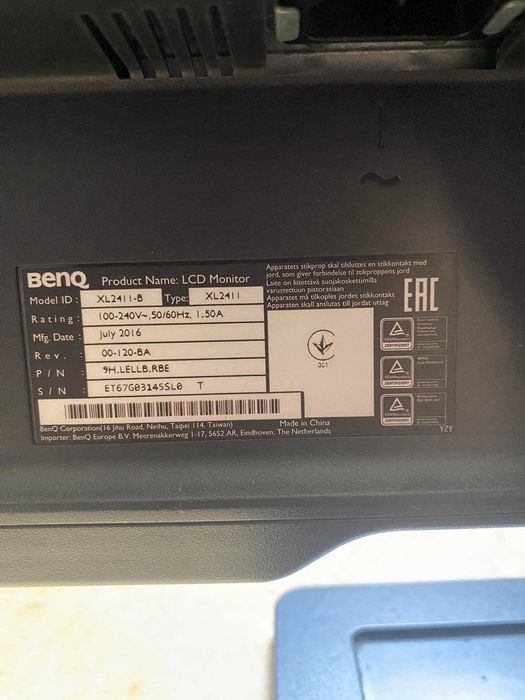 BenQ Product Name: LCD Monitor
Model ID : XL2411-B Type: XL2411
Rating : 100-240V~,50/60Hz, 1.50A
Mfg. Date : July 2016
Rev. : 00-120-BA
P / N : 9H.LELLB.RBE
S / N : ET67G03145SL0 T
BenQ Corporation(16 Jihu Road, Neihu, Taipei 114, Taiwan) Made in China
Importer: BenQ Europe B.V. Meerenakkerweg 1-17, 5652 AR, Eindhoven, The Netherlands
Apparatets stikprop skal tilsluttes en stikkontakt med
jord, som giver forbindelse til stikproppens jord
Laite on liitettävä suojakoskettimilla
varustettuun pistorasiaan
Apparatet må tilkoples jordet stikkontakt
Apparaten skall anslutas till jordat uttag
EAC
001
YZY